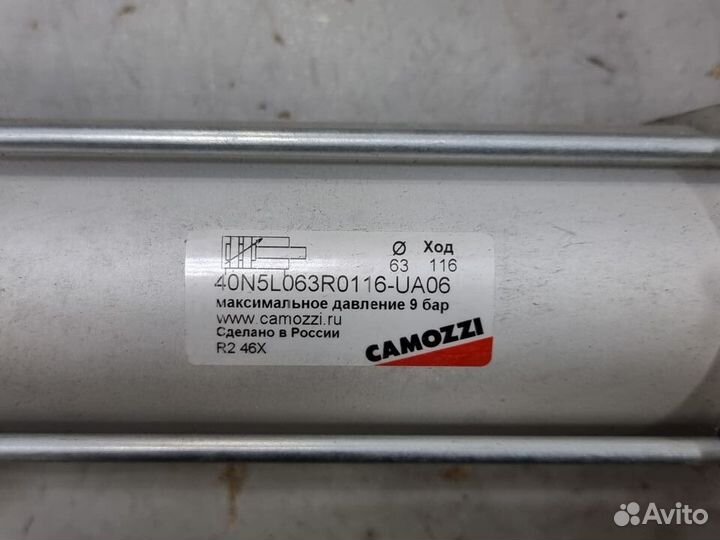 Ø Ход
63 116
40N5L063R0116-UA06
максимальное давление 9 бар
www.camozzi.ru
Сделано в России
R2 46X
CAMOZZI
Avito